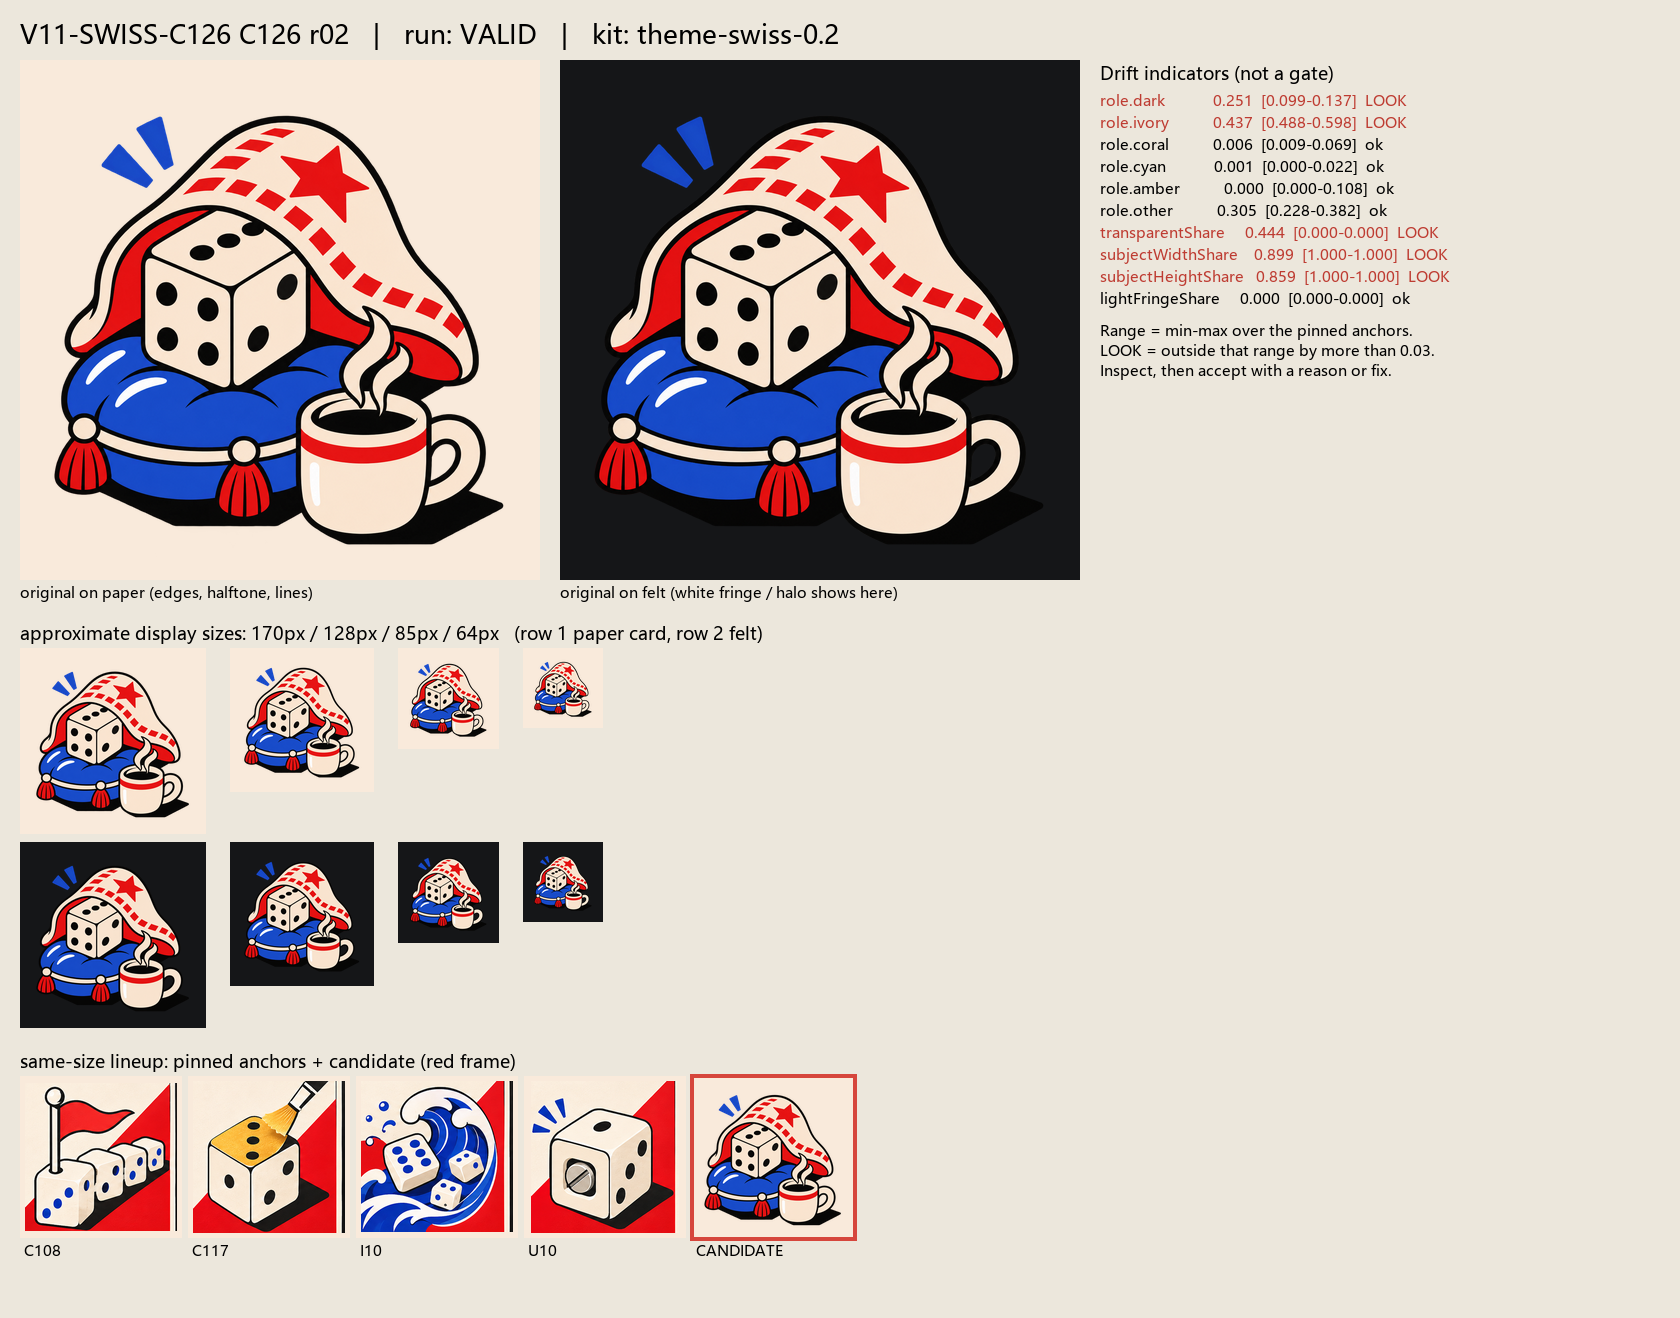 V11-SWISS-C126 C126 r02 | run: VALID | kit: theme-swiss-0.2
Drift indicators (not a gate)
role.dark 0.251 [0.099-0.137] LOOK
role.ivory 0.437 [0.488-0.598] LOOK
role.coral 0.006 [0.009-0.069] ok
role.cyan 0.001 [0.000-0.022] ok
role.amber 0.000 [0.000-0.108] ok
role.other 0.305 [0.228-0.382] ok
transparentShare 0.444 [0.000-0.000] LOOK
subjectWidthShare 0.899 [1.000-1.000] LOOK
subjectHeightShare 0.859 [1.000-1.000] LOOK
lightFringeShare 0.000 [0.000-0.000] ok
Range = min-max over the pinned anchors.
LOOK = outside that range by more than 0.03.
Inspect, then accept with a reason or fix.
original on paper (edges, halftone, lines)
original on felt (white fringe / halo shows here)
approximate display sizes: 170px / 128px / 85px / 64px (row 1 paper card, row 2 felt)
same-size lineup: pinned anchors + candidate (red frame)
C108
C117
I10
U10
CANDIDATE